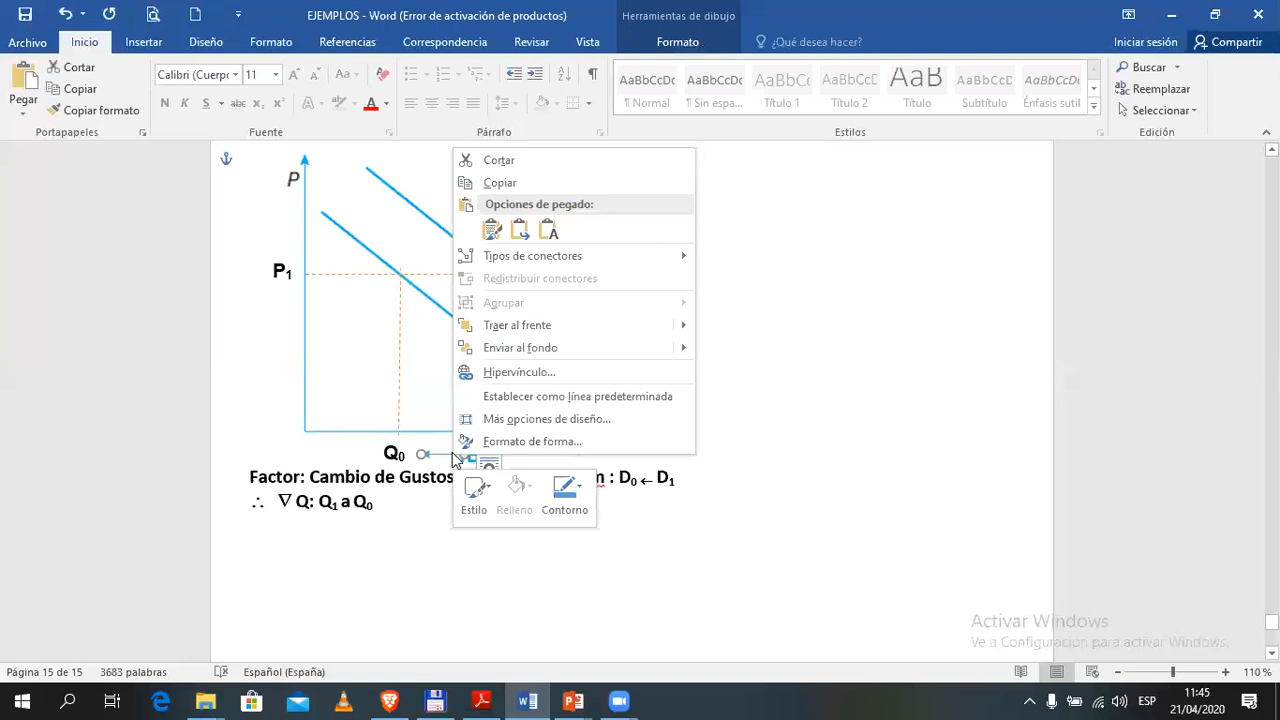 EJEMPLOS - Word (Error de activación de productos)
Herramientas de dibujo
Archivo Inicio Insertar Diseño Formato Referencias Correspondencia Revisar Vista Formato ¿Qué desea hacer? Iniciar sesión Compartir
Pegar
Cortar
Copiar
Copiar formato
Portapapeles
Calibri (Cuerpo 11
Fuente
Párrafo
AaBbCcDc AaBbCcDc AaBbCc AaBbCcD AaB AaBbCcD AaBbCcDc
¶ Normal ¶ Sin espa... Título 1 Título 2 Título Subtítulo Énfasis sutil
Estilos
Buscar
Reemplazar
Seleccionar
Edición
P
P1
Q0
Cortar
Copiar
Opciones de pegado:
Tipos de conectores
Redistribuir conectores
Agrupar
Traer al frente
Enviar al fondo
Hipervínculo...
Establecer como línea predeterminada
Más opciones de diseño...
Formato de forma...
Estilo Relleno Contorno
Factor: Cambio de Gustos : D0 ← D1
∴ ∇ Q: Q1 a Q0
Activar Windows
Ve a Configuración para activar Windows.
Página 15 de 15 3683 palabras Español (España) 110 %
ESP
11:45
21/04/2020